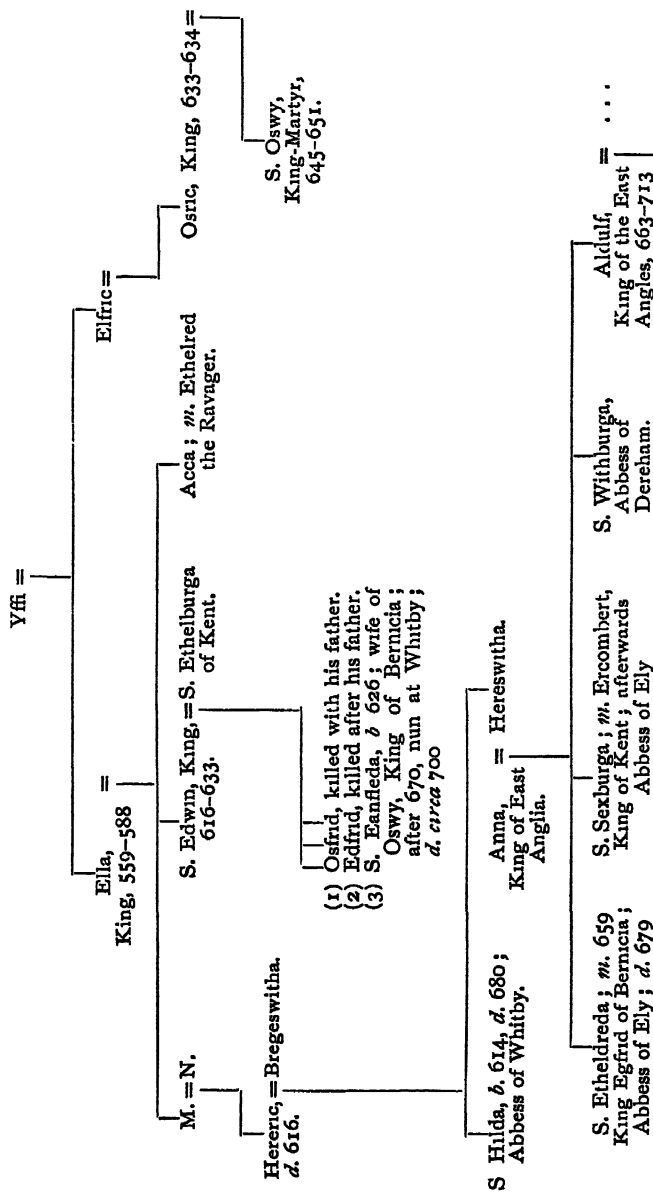 Yffi =
Ella, =
King, 559–588
Elfric =
M. = N.
S. Edwin, King, = S. Ethelburga
616–633. of Kent.
Acca; m. Ethelred
the Ravager.
Osric, King, 633–634 =
Hereric, = Bregeswitha.
d. 616.
(1) Osfrid, killed with his father.
(2) Edfrid, killed after his father.
(3) S. Eanfleda, b 626; wife of
Oswy, King of Bernicia;
after 670, nun at Whitby;
d. circa 700
S. Oswy,
King-Martyr,
645–651.
S Hilda, b. 614, d. 680;
Abbess of Whitby.
Anna, = Hereswitha.
King of East
Anglia.
S. Etheldreda; m. 659
King Egfrid of Bernicia;
Abbess of Ely; d. 679
S. Sexburga; m. Ercombert,
King of Kent; afterwards
Abbess of Ely
S. Withburga,
Abbess of
Dereham.
Aldulf, = ...
King of the East
Angles, 663–713